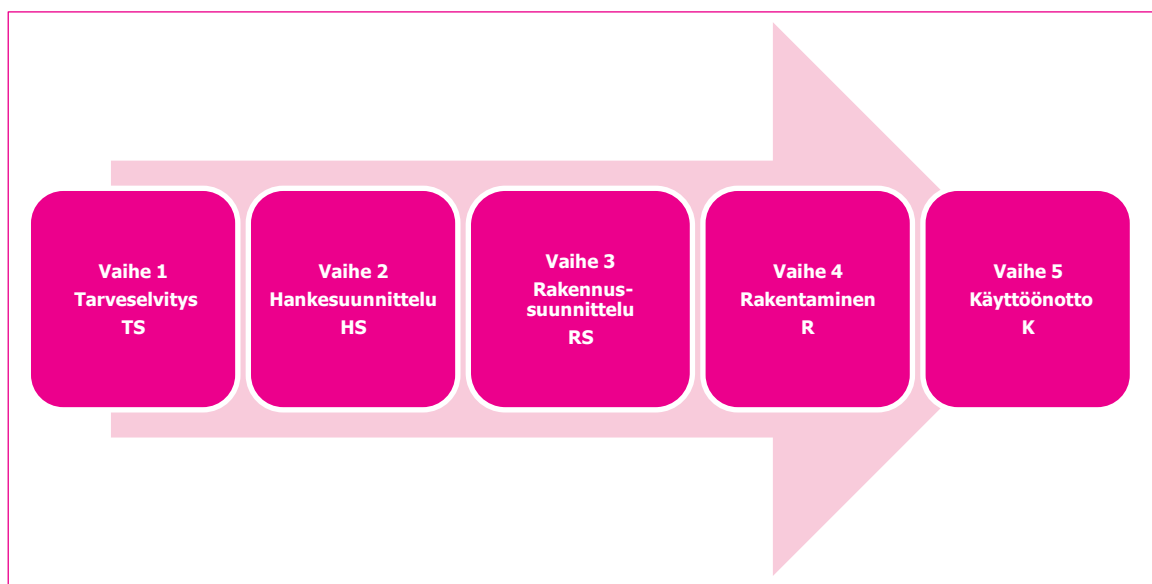 Vaihe 1
Tarveselvitys
TS
Vaihe 2
Hankesuunnittelu
HS
Vaihe 3
Rakennus-
suunnittelu
RS
Vaihe 4
Rakentaminen
R
Vaihe 5
Käyttöönotto
K